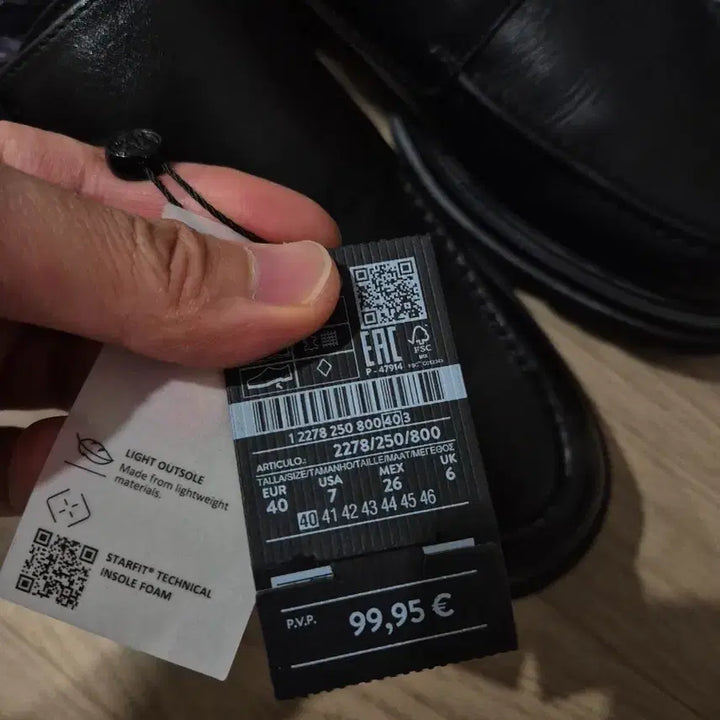 LIGHT OUTSOLE
Made from lightweight
materials.
STARFIT® TECHNICAL
INSOLE FOAM
EAC
FSC
P - 47914
1 2278 250 800 40 3
ARTICULO.: 2278/250/800
TALLA/SIZE/TAMANHO/TAILLE/MAAT/ΜΕΓΕΘΟΣ
EUR USA MEX UK
40 7 26 6
40 41 42 43 44 45 46
P.V.P. 99,95 €